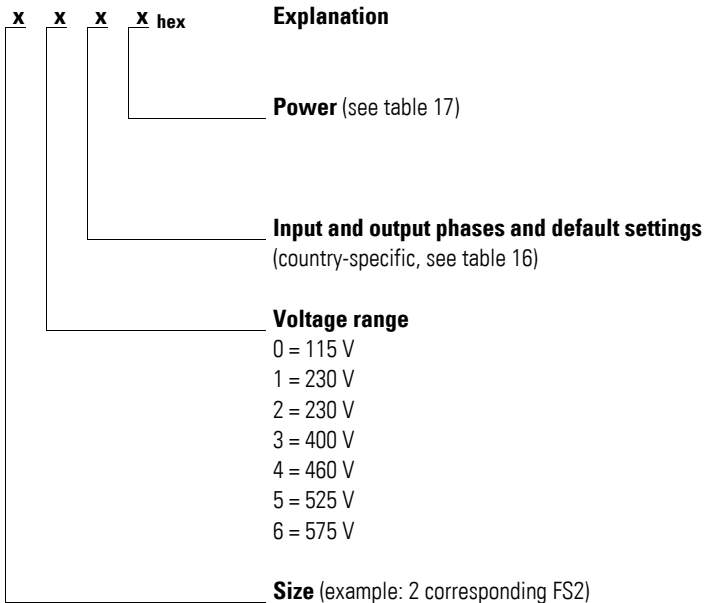 x x x x hex Explanation
Power (see table 17)
Input and output phases and default settings
(country-specific, see table 16)
Voltage range
0 = 115 V
1 = 230 V
2 = 230 V
3 = 400 V
4 = 460 V
5 = 525 V
6 = 575 V
Size (example: 2 corresponding FS2)